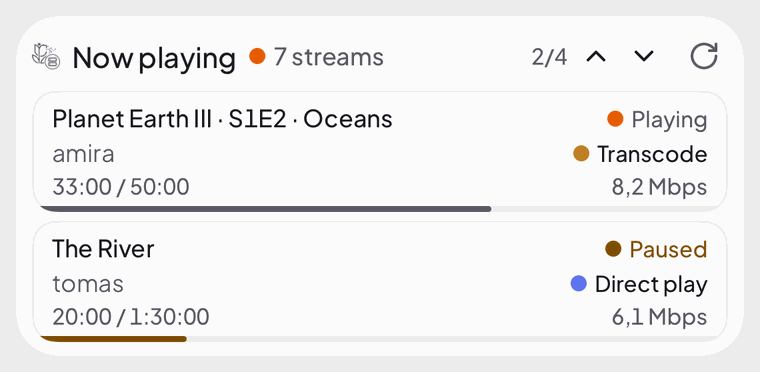 Now playing 7 streams 2/4
Planet Earth III · S1E2 · Oceans Playing
amira Transcode
33:00 / 50:00 8,2 Mbps
The River Paused
tomas Direct play
20:00 / 1:30:00 6,1 Mbps